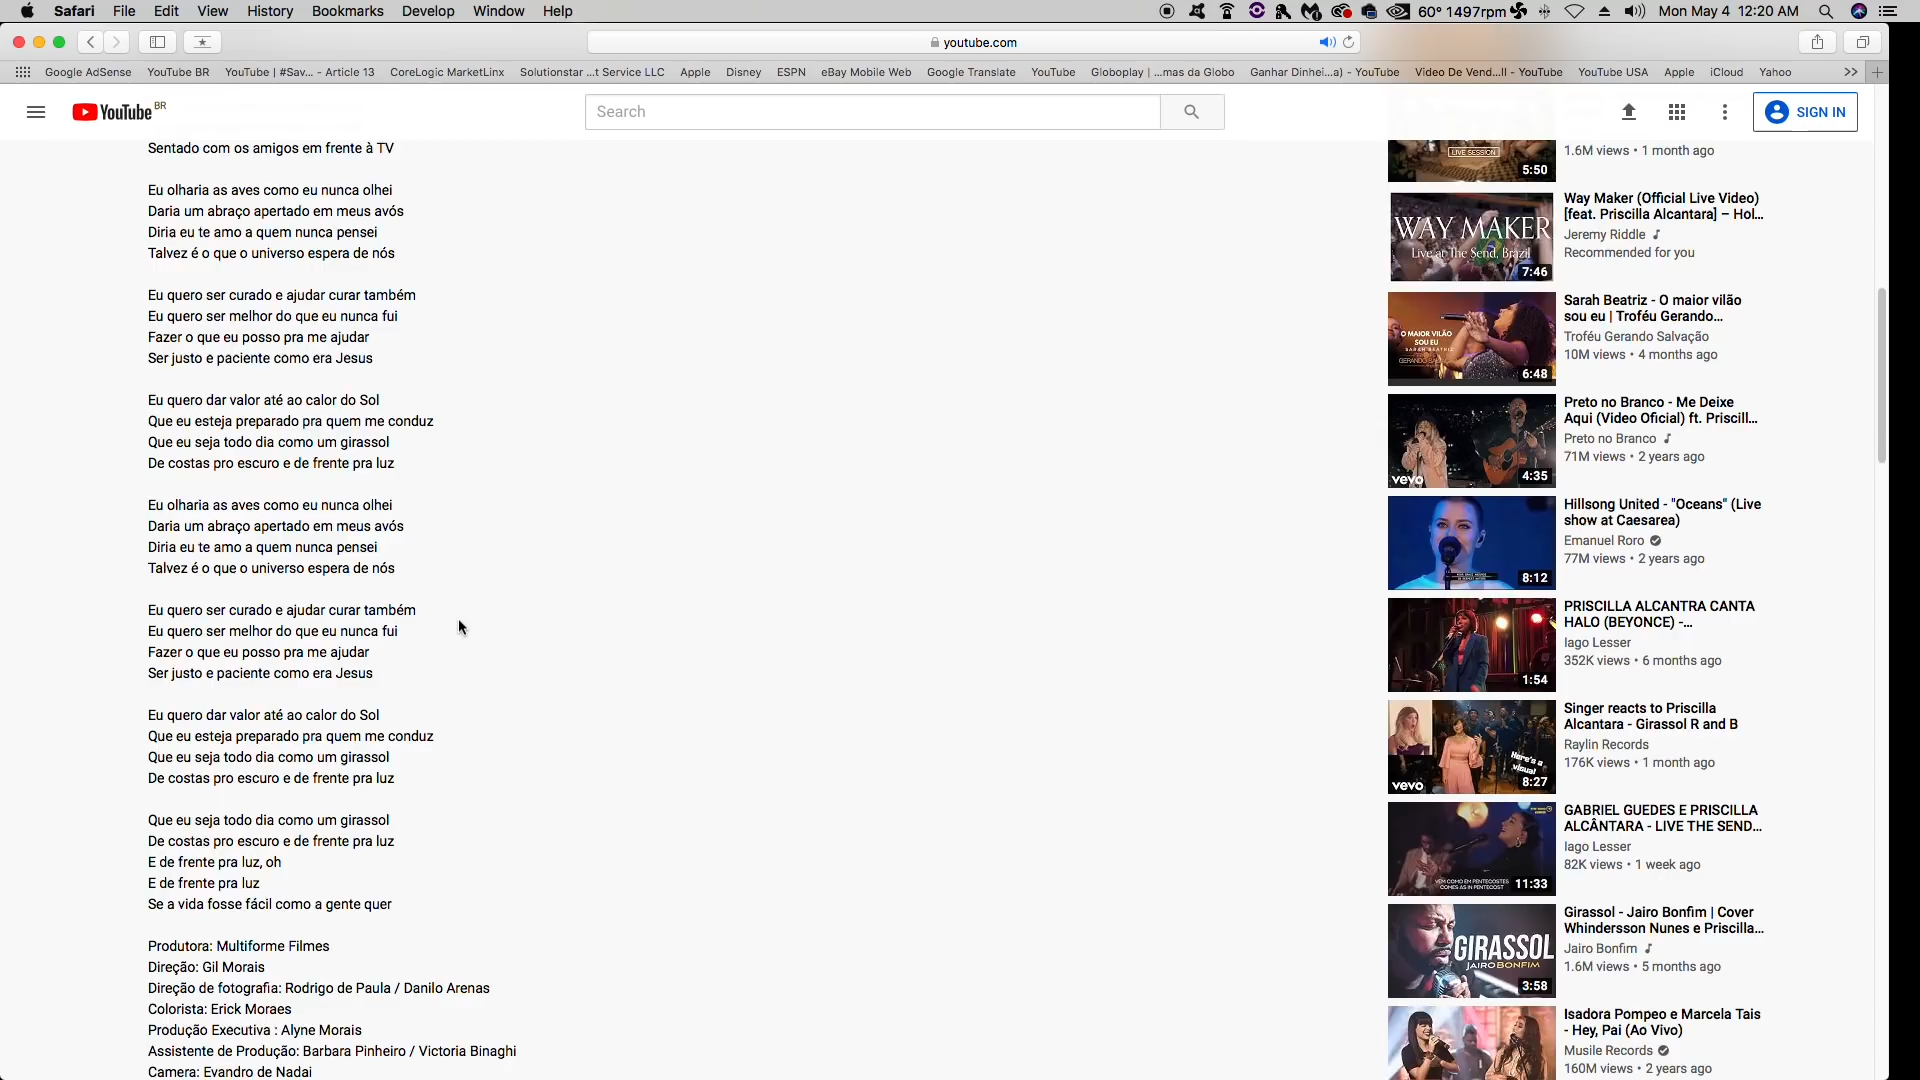 Safari File Edit View History Bookmarks Develop Window Help 60° 1497rpm Mon May 4 12:20 AM
youtube.com
Google AdSense YouTube BR YouTube | #Sav... - Article 13 CoreLogic MarketLinx Solutionstar ...t Service LLC Apple Disney ESPN eBay Mobile Web Google Translate YouTube Globoplay | ...mas da Globo Ganhar Dinhei...a) - YouTube Video De Vend...ll - YouTube YouTube USA Apple iCloud Yahoo
YouTube BR
Search
SIGN IN
Sentado com os amigos em frente à TV
Eu olharia as aves como eu nunca olhei
Daria um abraço apertado em meus avós
Diria eu te amo a quem nunca pensei
Talvez é o que o universo espera de nós
Eu quero ser curado e ajudar curar também
Eu quero ser melhor do que eu nunca fui
Fazer o que eu posso pra me ajudar
Ser justo e paciente como era Jesus
Eu quero dar valor até ao calor do Sol
Que eu esteja preparado pra quem me conduz
Que eu seja todo dia como um girassol
De costas pro escuro e de frente pra luz
Eu olharia as aves como eu nunca olhei
Daria um abraço apertado em meus avós
Diria eu te amo a quem nunca pensei
Talvez é o que o universo espera de nós
Eu quero ser curado e ajudar curar também
Eu quero ser melhor do que eu nunca fui
Fazer o que eu posso pra me ajudar
Ser justo e paciente como era Jesus
Eu quero dar valor até ao calor do Sol
Que eu esteja preparado pra quem me conduz
Que eu seja todo dia como um girassol
De costas pro escuro e de frente pra luz
Que eu seja todo dia como um girassol
De costas pro escuro e de frente pra luz
E de frente pra luz, oh
E de frente pra luz
Se a vida fosse fácil como a gente quer
Produtora: Multiforme Filmes
Direção: Gil Morais
Direção de fotografia: Rodrigo de Paula / Danilo Arenas
Colorista: Erick Moraes
Produção Executiva : Alyne Morais
Assistente de Produção: Barbara Pinheiro / Victoria Binaghi
Camera: Evandro de Nadai
LIVE SESSION
5:50
1.6M views • 1 month ago
WAY MAKER
Live at The Send, Brazil
7:46
Way Maker (Official Live Video)
[feat. Priscilla Alcantara] – Hol...
Jeremy Riddle
Recommended for you
O MAIOR VILÃO
SOU EU
SARAH BEATRIZ
6:48
Sarah Beatriz - O maior vilão
sou eu | Troféu Gerando...
Troféu Gerando Salvação
10M views • 4 months ago
vevo
4:35
Preto no Branco - Me Deixe
Aqui (Video Oficial) ft. Priscill...
Preto no Branco
71M views • 2 years ago
8:12
Hillsong United - "Oceans" (Live
show at Caesarea)
Emanuel Roro
77M views • 2 years ago
1:54
PRISCILLA ALCANTRA CANTA
HALO (BEYONCE) -...
Iago Lesser
352K views • 6 months ago
Here's a
visual
vevo
8:27
Singer reacts to Priscilla
Alcantara - Girassol R and B
Raylin Records
176K views • 1 month ago
VEM COMO EM PENTECOSTES
COMES AS IN PENTECOST
11:33
GABRIEL GUEDES E PRISCILLA
ALCÂNTARA - LIVE THE SEND...
Iago Lesser
82K views • 1 week ago
GIRASSOL
JAIRO BONFIM
3:58
Girassol - Jairo Bonfim | Cover
Whindersson Nunes e Priscilla...
Jairo Bonfim
1.6M views • 5 months ago
Isadora Pompeo e Marcela Tais
- Hey, Pai (Ao Vivo)
Musile Records
160M views • 2 years ago